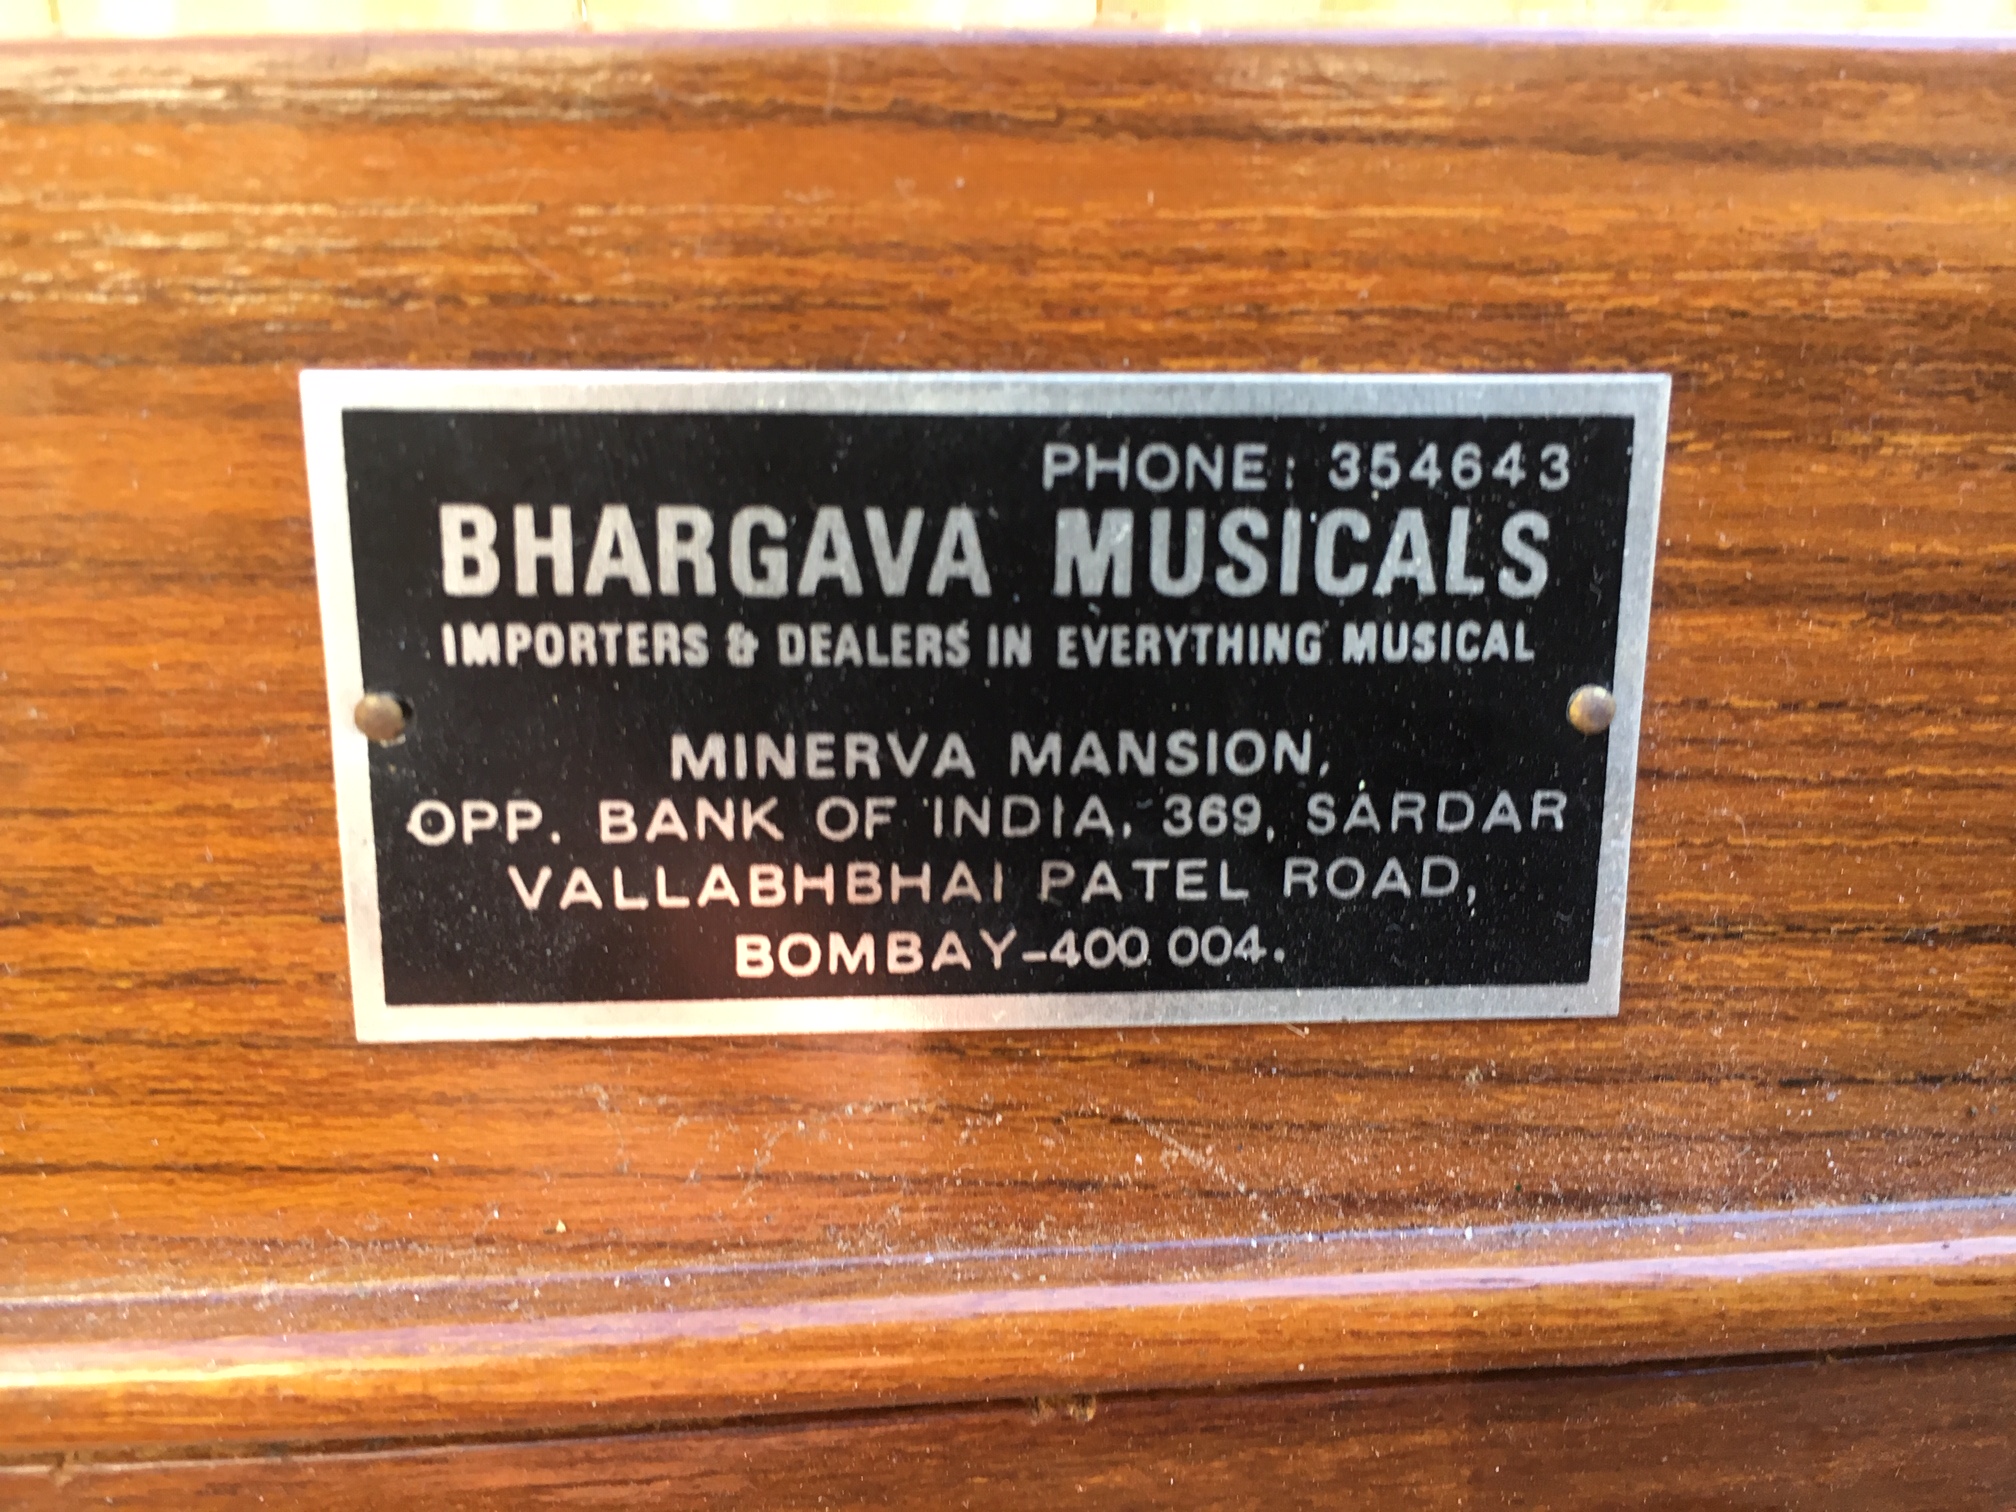 PHONE: 354643
BHARGAVA MUSICALS
IMPORTERS & DEALERS IN EVERYTHING MUSICAL
MINERVA MANSION,
OPP. BANK OF INDIA, 369, SARDAR
VALLABHBHAI PATEL ROAD,
BOMBAY-400 004.